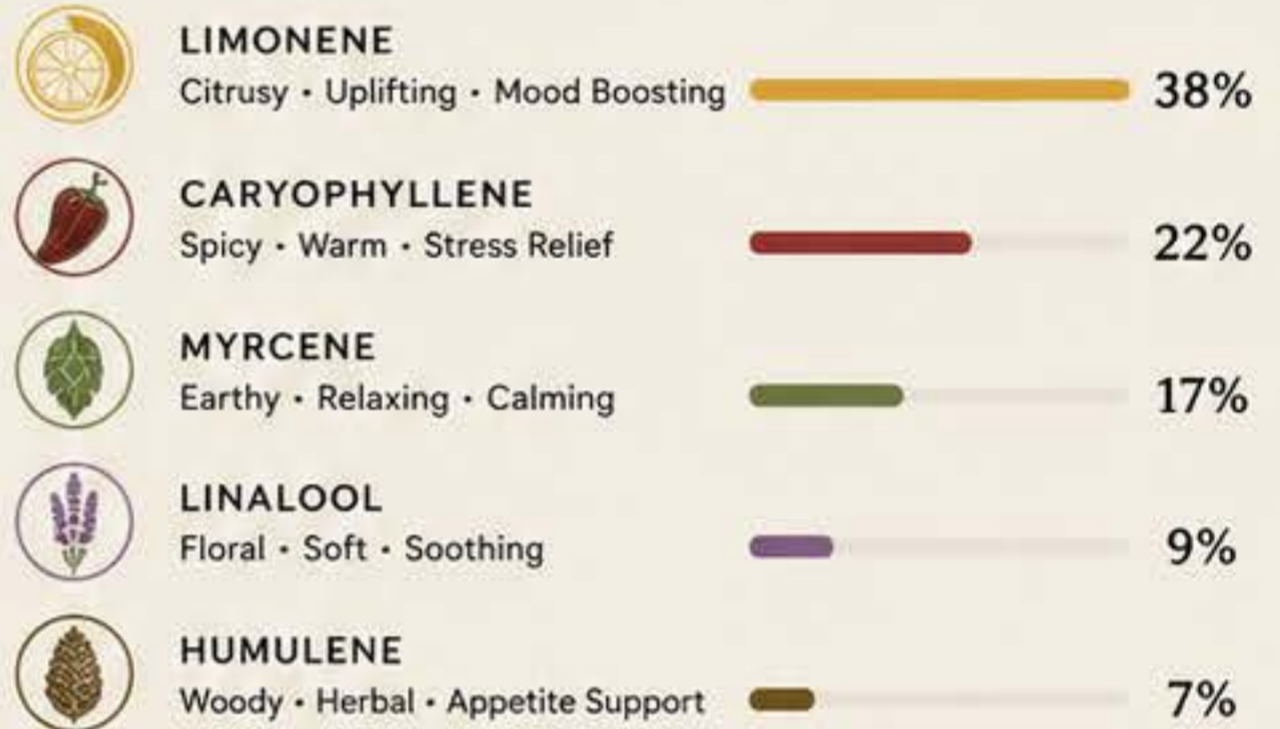 LIMONENE
Citrusy • Uplifting • Mood Boosting
38%
CARYOPHYLLENE
Spicy • Warm • Stress Relief
22%
MYRCENE
Earthy • Relaxing • Calming
17%
LINALOOL
Floral • Soft • Soothing
9%
HUMULENE
Woody • Herbal • Appetite Support
7%